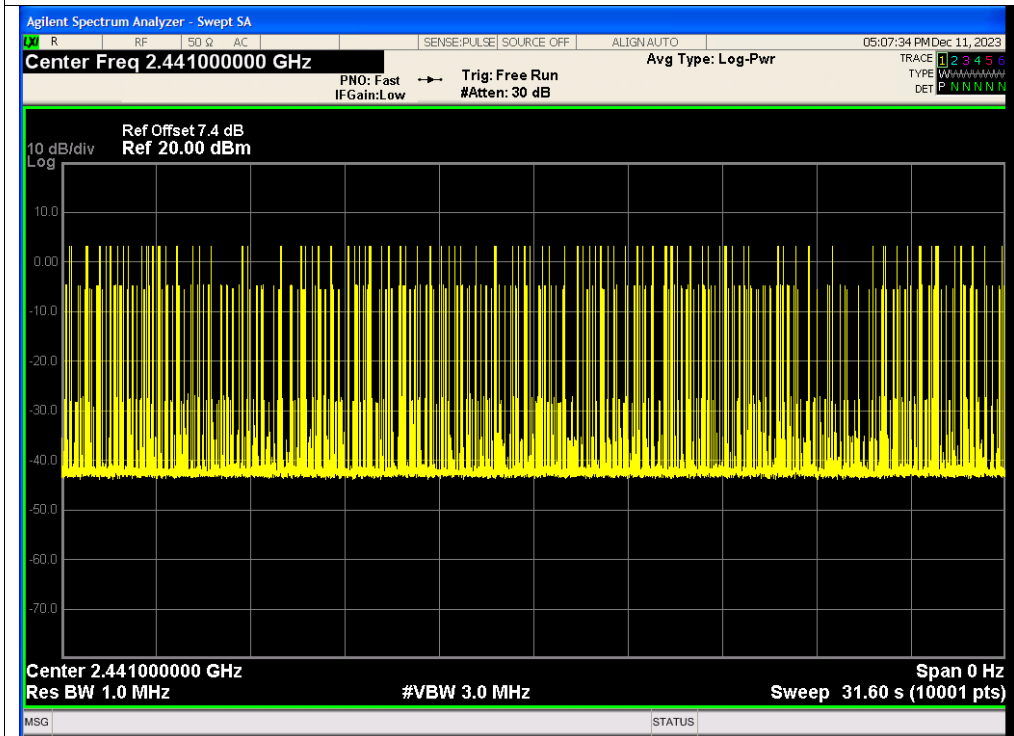 Agilent Spectrum Analyzer - Swept SA
LXI R RF 50 Ω AC SENSE:PULSE SOURCE OFF ALIGN AUTO 05:07:34 PM Dec 11, 2023
Center Freq 2.441000000 GHz Avg Type: Log-Pwr TRACE 1 2 3 4 5 6
PNO: Fast Trig: Free Run TYPE W
IFGain:Low #Atten: 30 dB DET P N N N N N
Ref Offset 7.4 dB
10 dB/div Ref 20.00 dBm
Log
10.0
0.00
-10.0
-20.0
-30.0
-40.0
-50.0
-60.0
-70.0
Center 2.441000000 GHz Span 0 Hz
Res BW 1.0 MHz #VBW 3.0 MHz Sweep 31.60 s (10001 pts)
MSG STATUS